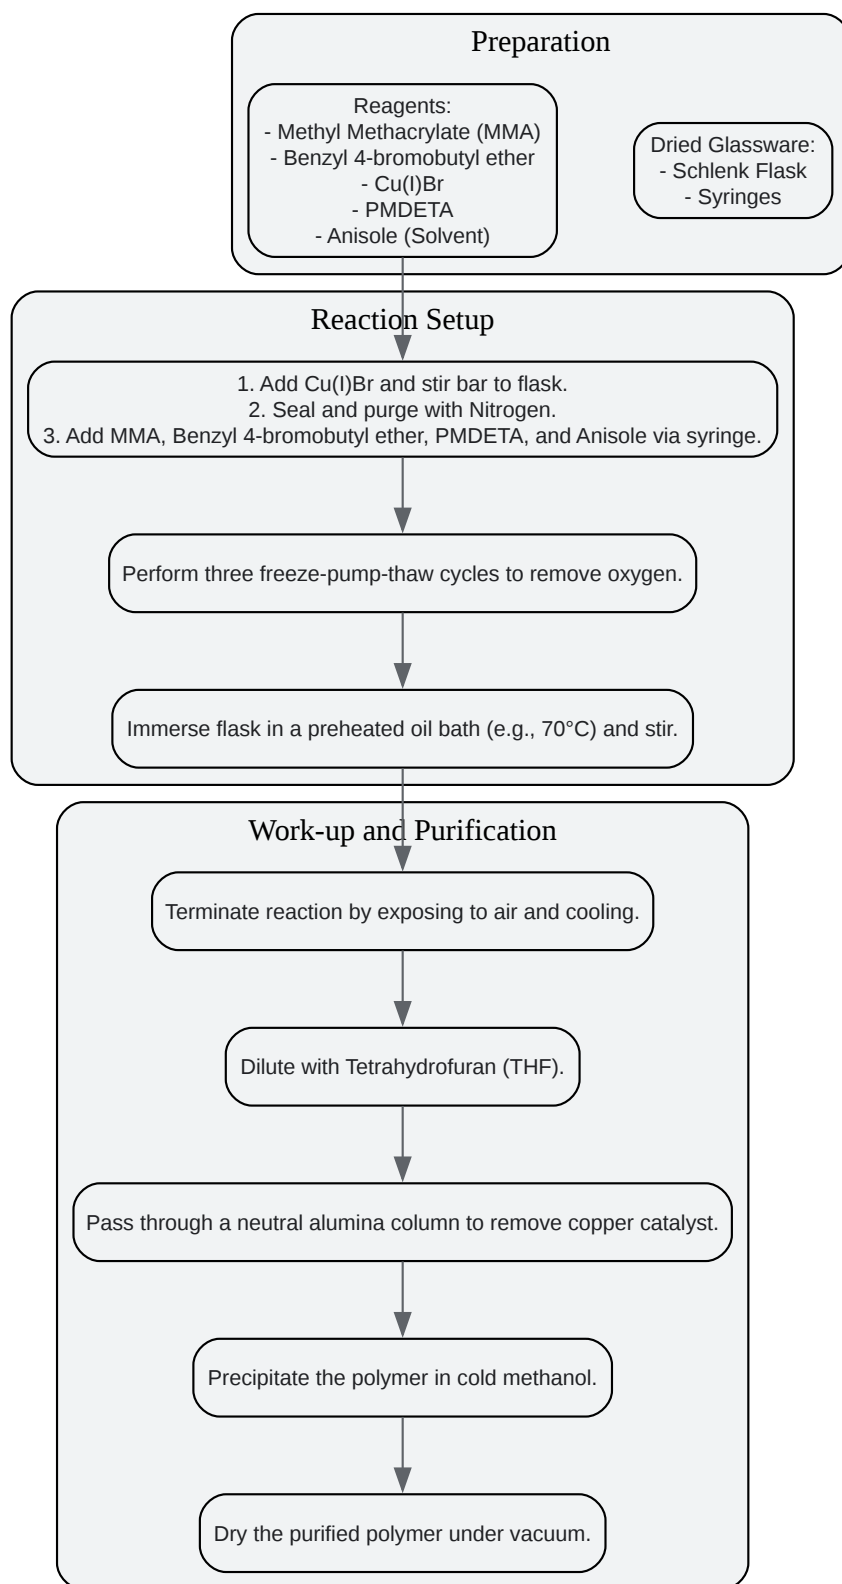 Preparation
Reagents:
- Methyl Methacrylate (MMA)
- Benzyl 4-bromobutyl ether
- Cu(I)Br
- PMDETA
- Anisole (Solvent)
Dried Glassware:
- Schlenk Flask
- Syringes
Reaction Setup
1. Add Cu(I)Br and stir bar to flask.
2. Seal and purge with Nitrogen.
3. Add MMA, Benzyl 4-bromobutyl ether, PMDETA, and Anisole via syringe.
Perform three freeze-pump-thaw cycles to remove oxygen.
Immerse flask in a preheated oil bath (e.g., 70°C) and stir.
Work-up and Purification
Terminate reaction by exposing to air and cooling.
Dilute with Tetrahydrofuran (THF).
Pass through a neutral alumina column to remove copper catalyst.
Precipitate the polymer in cold methanol.
Dry the purified polymer under vacuum.